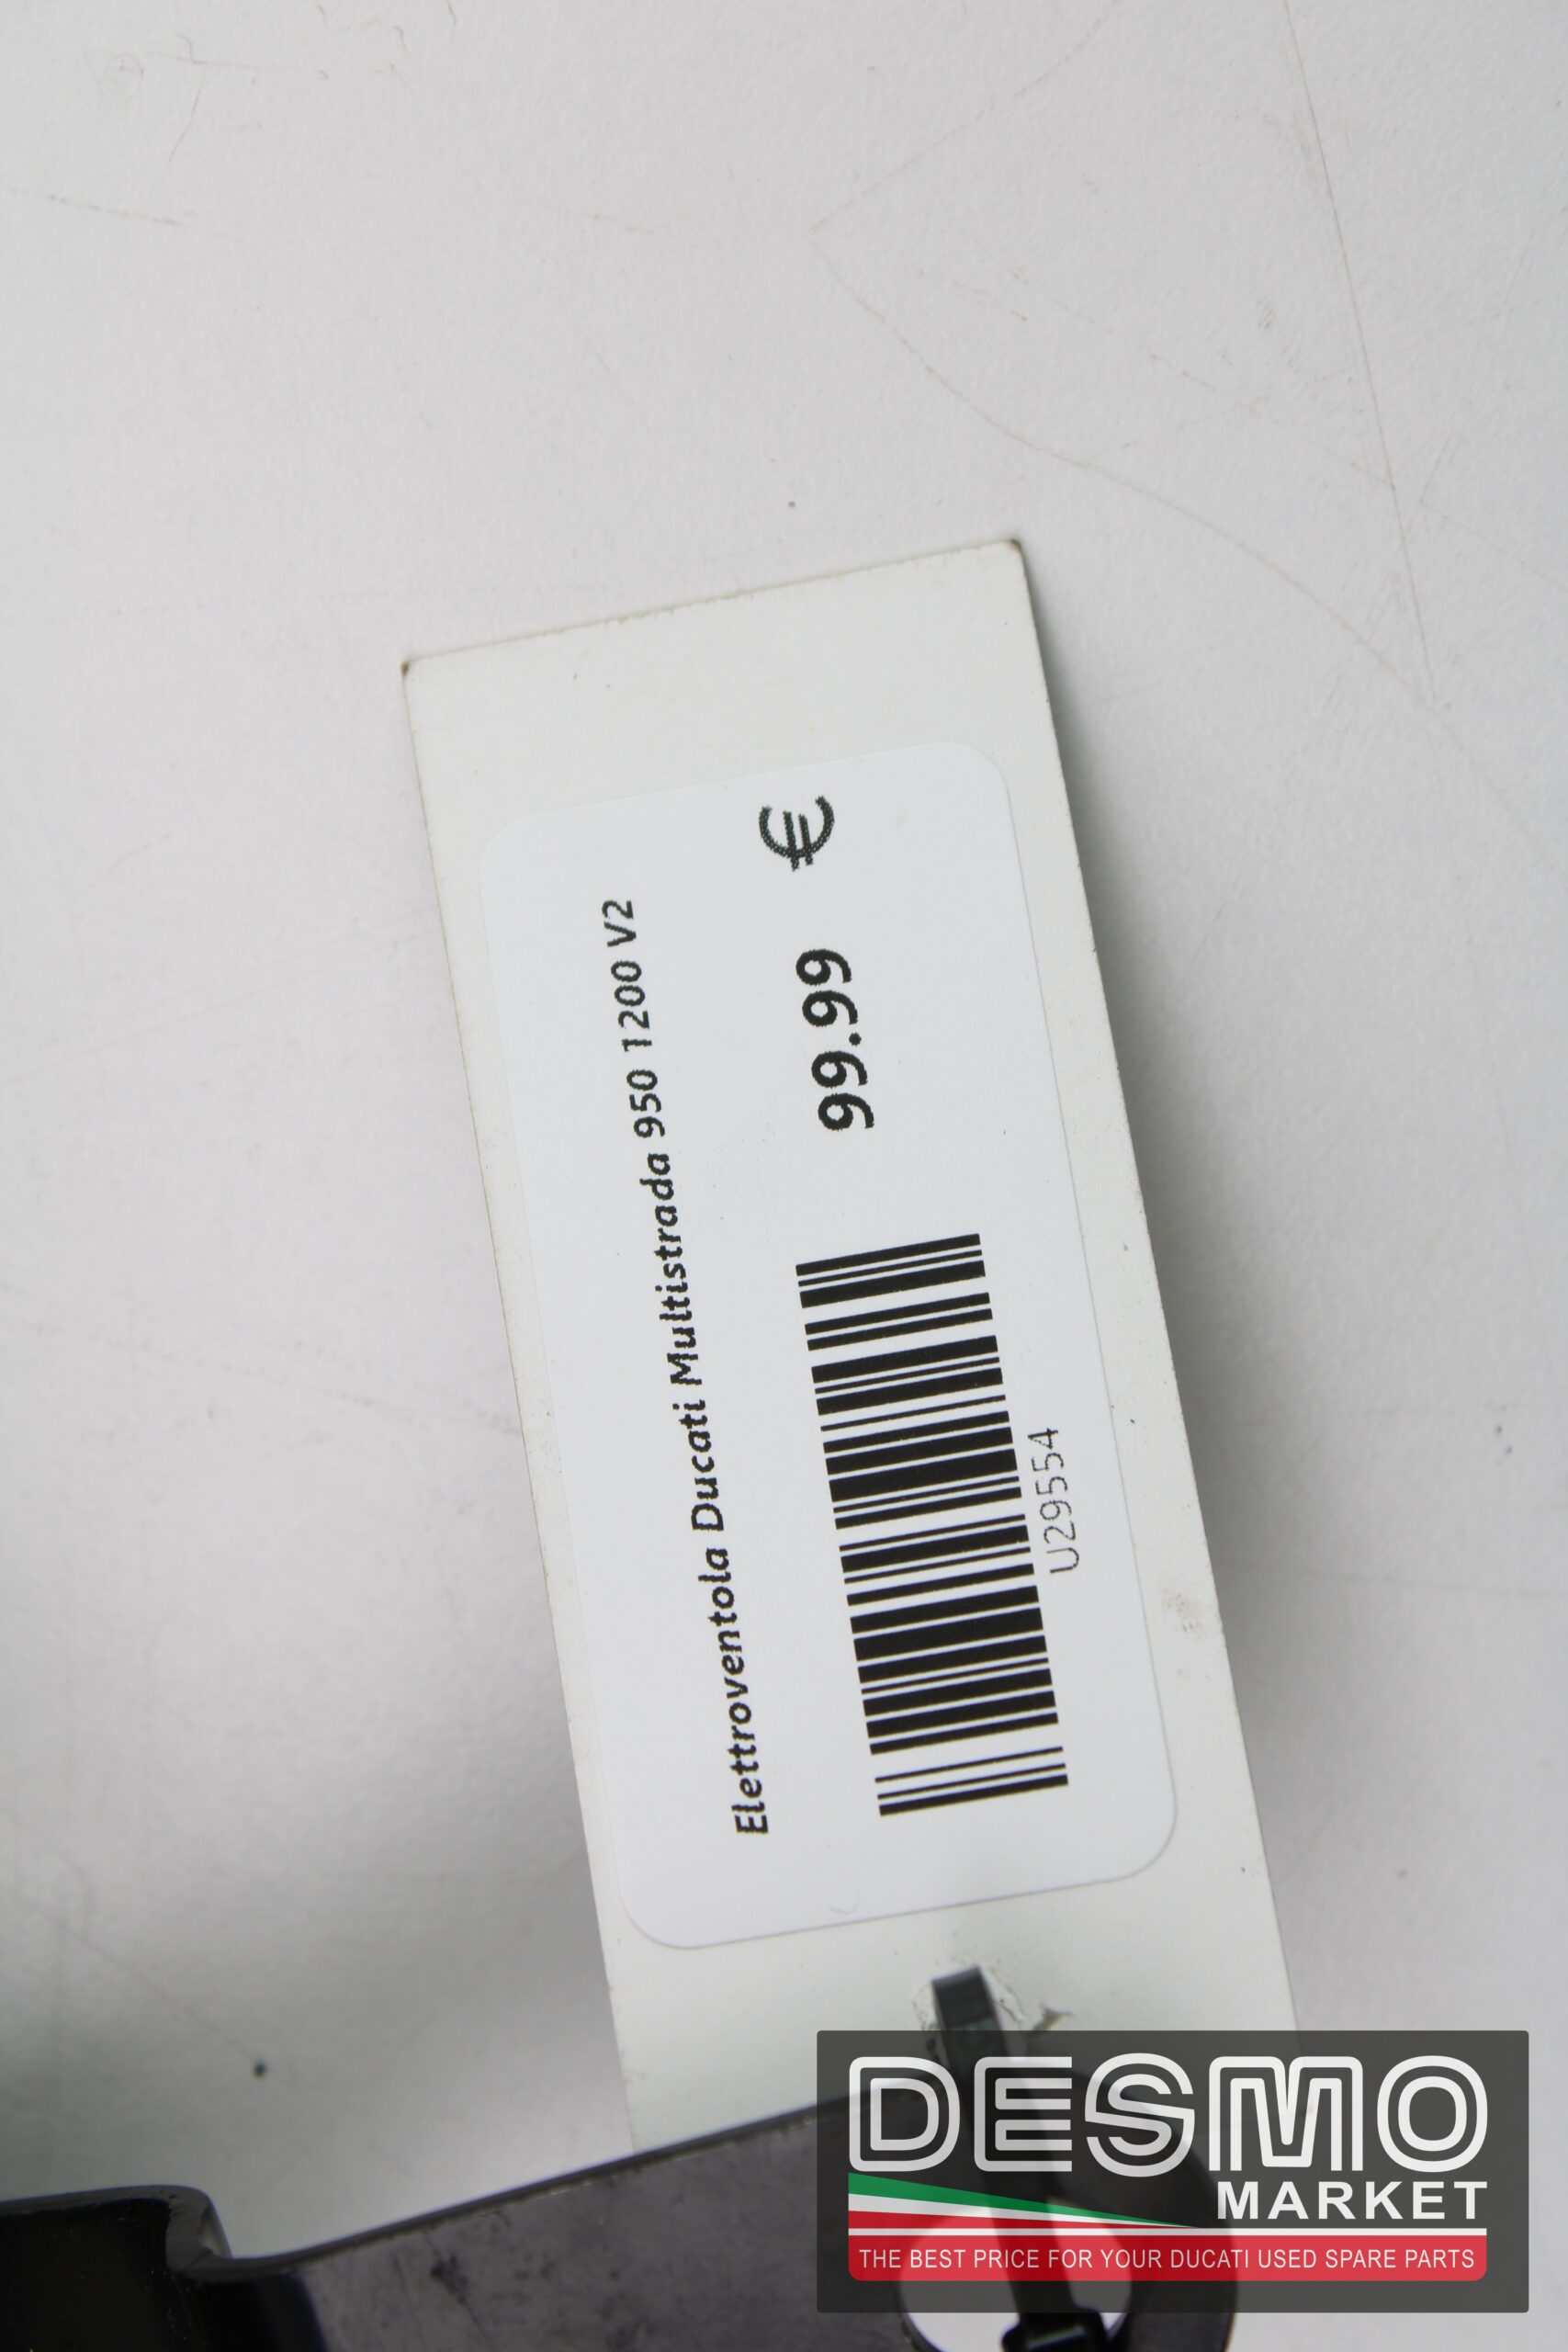 Elettroventola Ducati Multistrada 950 1200 V2
99.99 €
U29554
DESMO
MARKET
THE BEST PRICE FOR YOUR DUCATI USED SPARE PARTS